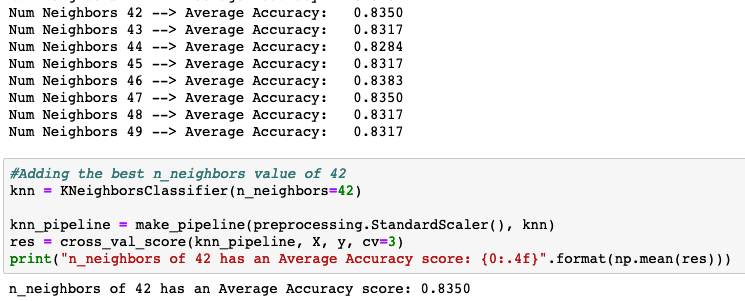 Num Neighbors 42 --> Average Accuracy:   0.8350
Num Neighbors 43 --> Average Accuracy:   0.8317
Num Neighbors 44 --> Average Accuracy:   0.8284
Num Neighbors 45 --> Average Accuracy:   0.8317
Num Neighbors 46 --> Average Accuracy:   0.8383
Num Neighbors 47 --> Average Accuracy:   0.8350
Num Neighbors 48 --> Average Accuracy:   0.8317
Num Neighbors 49 --> Average Accuracy:   0.8317
#Adding the best n_neighbors value of 42
knn = KNeighborsClassifier(n_neighbors=42)
knn_pipeline = make_pipeline(preprocessing.StandardScaler(), knn)
res = cross_val_score(knn_pipeline, X, y, cv=3)
print("n_neighbors of 42 has an Average Accuracy score: {0:.4f}".format(np.mean(res)))
n_neighbors of 42 has an Average Accuracy score: 0.8350